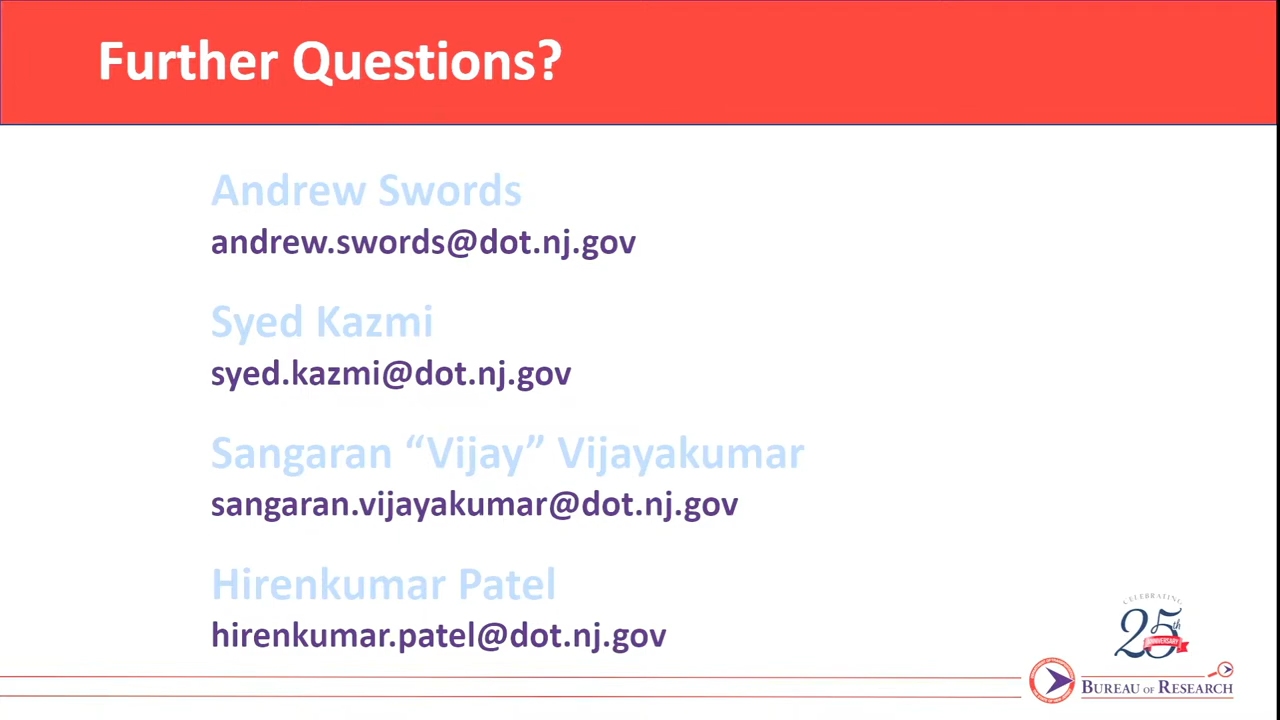 Further Questions?
Andrew Swords
andrew.swords@dot.nj.gov
Syed Kazmi
syed.kazmi@dot.nj.gov
Sangaran “Vijay” Vijayakumar
sangaran.vijayakumar@dot.nj.gov
Hirenkumar Patel
hirenkumar.patel@dot.nj.gov
CELEBRATING
25th
ANNIVERSARY
BUREAU OF RESEARCH